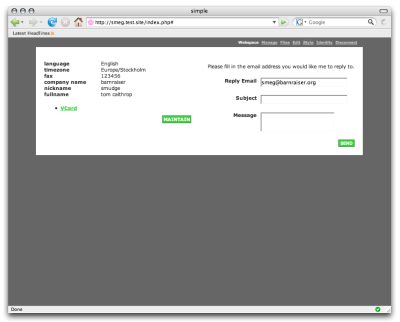 simple
http://smeg.test.site/index.php#
Google
Latest Headlines
Webspace Manage Files Edit Style Identity Disconnect
language English
timezone Europe/Stockholm
fax 123456
company name barnraiser
nickname smudge
fullname tom calthrop
VCard
MAINTAIN
Please fill in the email address you would like me to reply to.
Reply Email smeg@barnraiser.org
Subject
Message
SEND
Done